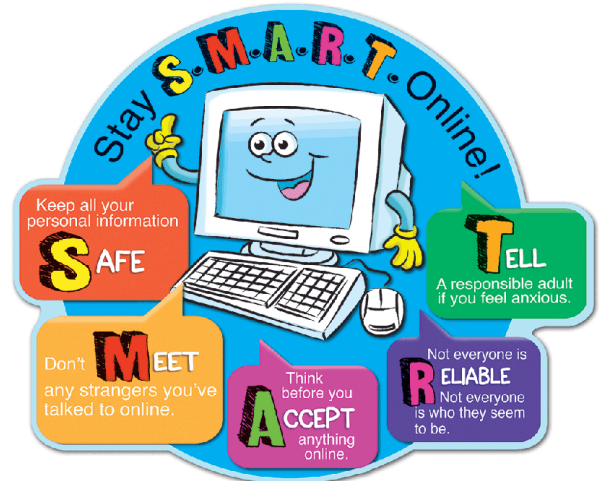 Stay S.M.A.R.T. Online!
Keep all your
personal information
SAFE
Don't MEET
any strangers you've
talked to online.
Think
before you
ACCEPT
anything
online.
Not everyone is
RELIABLE
Not everyone
is who they seem
to be.
TELL
A responsible adult
if you feel anxious.